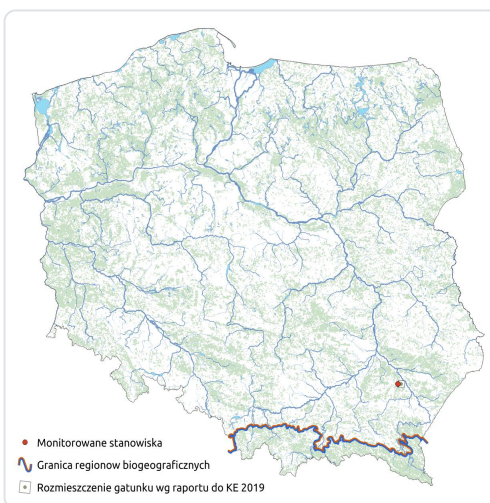 Monitorowane stanowiska
Granica regionow biogeograficznych
Rozmieszczenie gatunku wg raportu do KE 2019